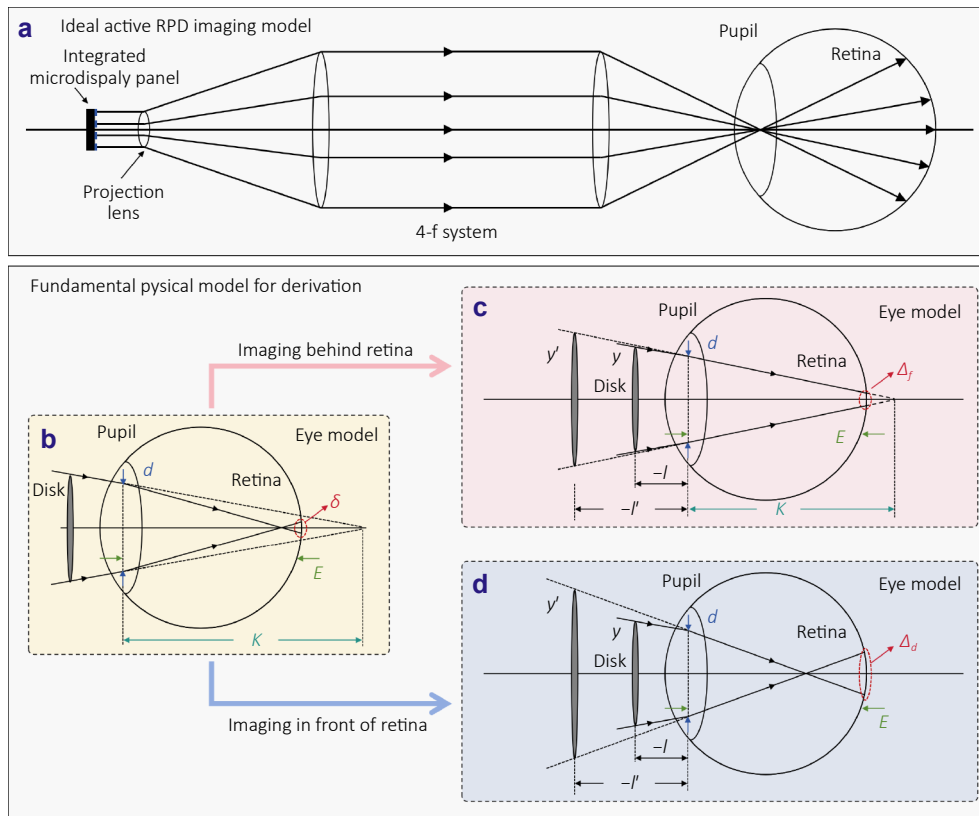 a Ideal active RPD imaging model
Integrated
microdispaly panel
Projection
lens
4-f system
Pupil
Retina
Fundamental pysical model for derivation
Imaging behind retina
Imaging in front of retina
b
Pupil
Eye model
Disk
d
Retina
δ
E
K
c
Pupil
Eye model
y′
y
d
Disk
Retina
Δf
E
–l
–l′
K
d
Pupil
Eye model
y′
y
d
Disk
Retina
Δd
E
–l
–l′